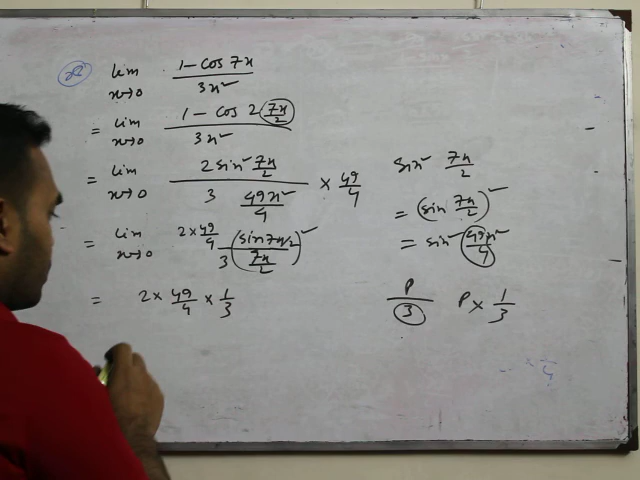 lim x→0 1 - cos 7x / 3x²
= lim x→0 1 - cos 2 7x/2 / 3x²
= lim x→0 2 sin² 7x/2 / 3 49x²/4 × 49/4
sin² 7x/2
= lim x→0 2×49/4 / 3 (sin 7x/2 / 7x/2)²
= (sin 7x/2)²
= sin² 49x²/4
= 2 × 49/4 × 1/3
P/3 P × 1/3